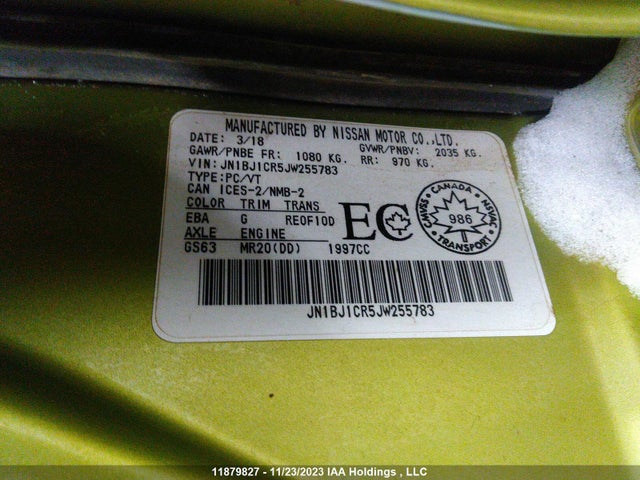 MANUFACTURED BY NISSAN MOTOR CO.,LTD.
DATE: 3/18 GVWR/PNBV: 2035 KG.
GAWR/PNBE FR: 1080 KG. RR: 970 KG.
VIN: JN1BJ1CR5JW255783
TYPE: PC/VT
CAN ICES-2/NMB-2
COLOR TRIM TRANS
EBA G RE0F10D
AXLE ENGINE
GS63 MR20(DD) 1997CC
EC
CANADA
CMVSS 986 NSVAC
TRANSPORT
JN1BJ1CR5JW255783
11879827 - 11/23/2023 IAA Holdings , LLC